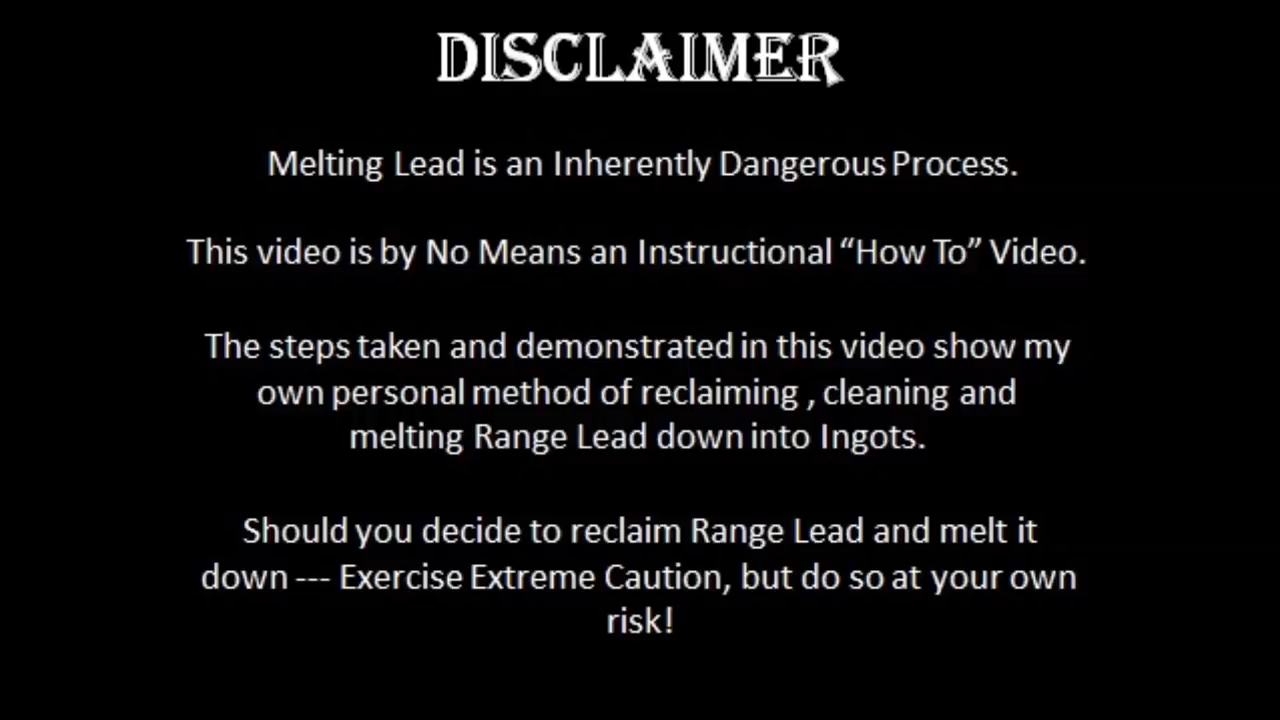 DISCLAIMER
Melting Lead is an Inherently Dangerous Process.
This video is by No Means an Instructional “How To” Video.
The steps taken and demonstrated in this video show my
own personal method of reclaiming , cleaning and
melting Range Lead down into Ingots.
Should you decide to reclaim Range Lead and melt it
down --- Exercise Extreme Caution, but do so at your own
risk!